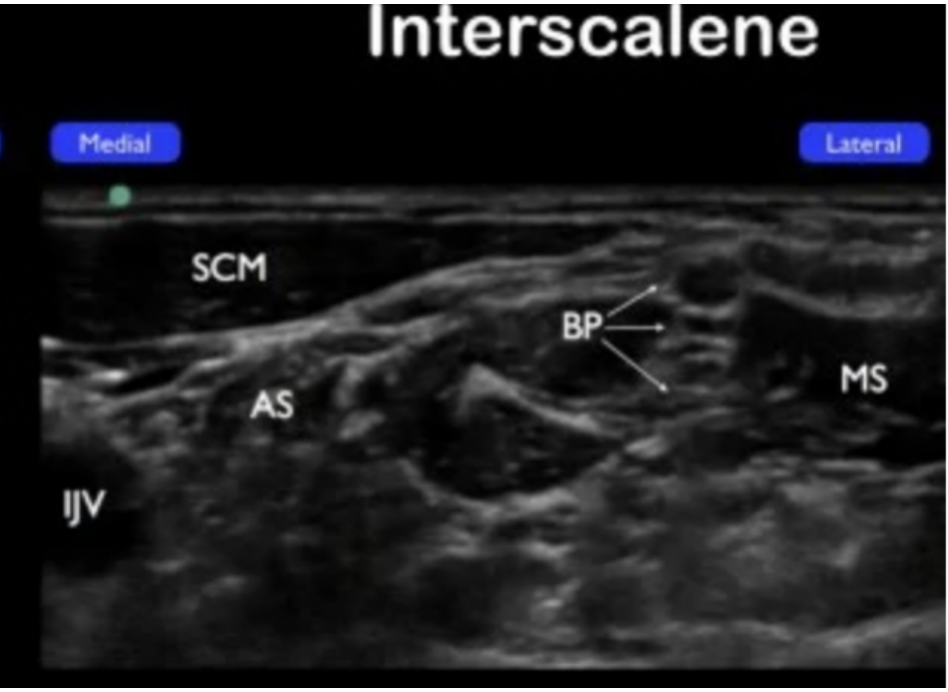 Interscalene
Medial
Lateral
SCM
BP
MS
AS
IJV